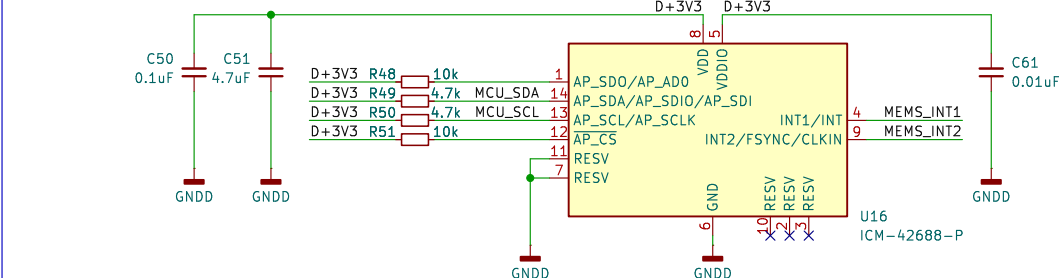 D+3V3 D+3V3
8 5
C50 0.1uF
C51 4.7uF
C61 0.01uF
VDD VDDIO
D+3V3 R48 10k 1 AP_SDO/AP_AD0
D+3V3 R49 4.7k MCU_SDA 14 AP_SDA/AP_SDIO/AP_SDI
D+3V3 R50 4.7k MCU_SCL 13 AP_SCL/AP_SCLK INT1/INT 4 MEMS_INT1
D+3V3 R51 10k 12 AP_CS INT2/FSYNC/CLKIN 9 MEMS_INT2
11 RESV
7 RESV
GND RESV RESV RESV
6 10 2 3
GNDD GNDD GNDD
U16
ICM-42688-P
GNDD GNDD